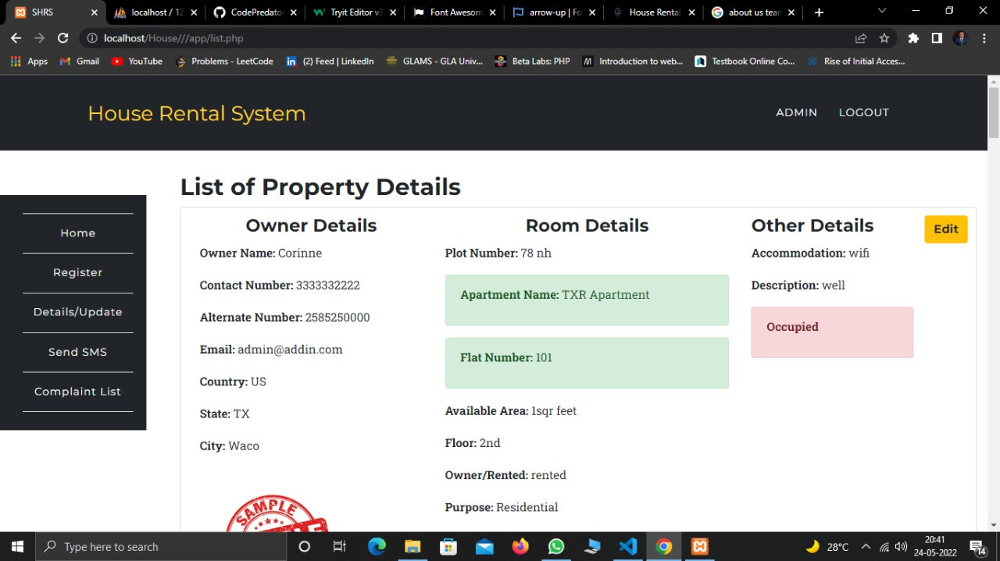 SHRS
localhost / 12
CodePredato
Tryit Editor v3
Font Awesom
arrow-up | Fo
House Rental
about us tean
localhost/House///app/list.php
Apps
Gmail
YouTube
Problems - LeetCode
(2) Feed | LinkedIn
GLAMS - GLA Univ...
Beta Labs: PHP
Introduction to web...
Testbook Online Co...
Rise of Initial Acces...
House Rental System
ADMIN
LOGOUT
List of Property Details
Home
Register
Details/Update
Send SMS
Complaint List
Owner Details
Owner Name: Corinne
Contact Number: 3333332222
Alternate Number: 2585250000
Email: admin@addin.com
Country: US
State: TX
City: Waco
SAMPLE
Room Details
Plot Number: 78 nh
Apartment Name: TXR Apartment
Flat Number: 101
Available Area: 1sqr feet
Floor: 2nd
Owner/Rented: rented
Purpose: Residential
Other Details
Edit
Accommodation: wifi
Description: well
Occupied
Type here to search
28°C
20:41
24-05-2022
14